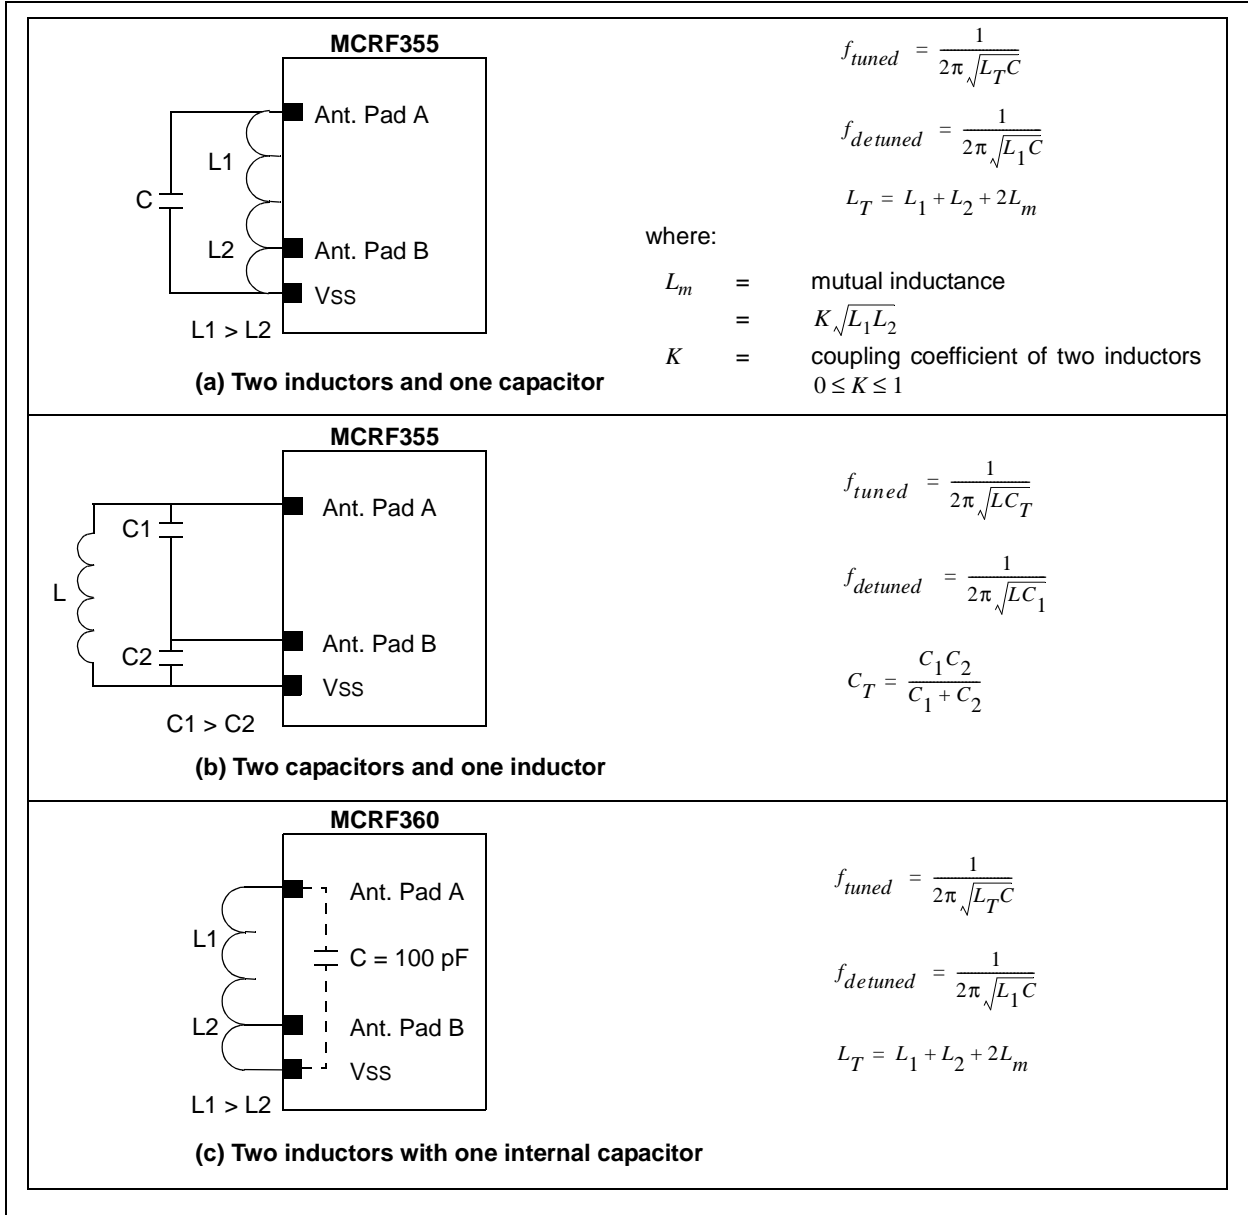 MCRF355
Ant. Pad A
L1
C
L2
Ant. Pad B
VSS
L1 > L2
(a) Two inductors and one capacitor
f_tuned = 1 / (2π√(L_T C))
f_detuned = 1 / (2π√(L_1 C))
L_T = L_1 + L_2 + 2L_m
where:
L_m = mutual inductance
= K√(L_1 L_2)
K = coupling coefficient of two inductors
0 ≤ K ≤ 1
MCRF355
Ant. Pad A
C1
L
Ant. Pad B
C2
VSS
C1 > C2
(b) Two capacitors and one inductor
f_tuned = 1 / (2π√(LC_T))
f_detuned = 1 / (2π√(LC_1))
C_T = C_1 C_2 / (C_1 + C_2)
MCRF360
Ant. Pad A
L1
C = 100 pF
L2
Ant. Pad B
VSS
L1 > L2
(c) Two inductors with one internal capacitor
f_tuned = 1 / (2π√(L_T C))
f_detuned = 1 / (2π√(L_1 C))
L_T = L_1 + L_2 + 2L_m